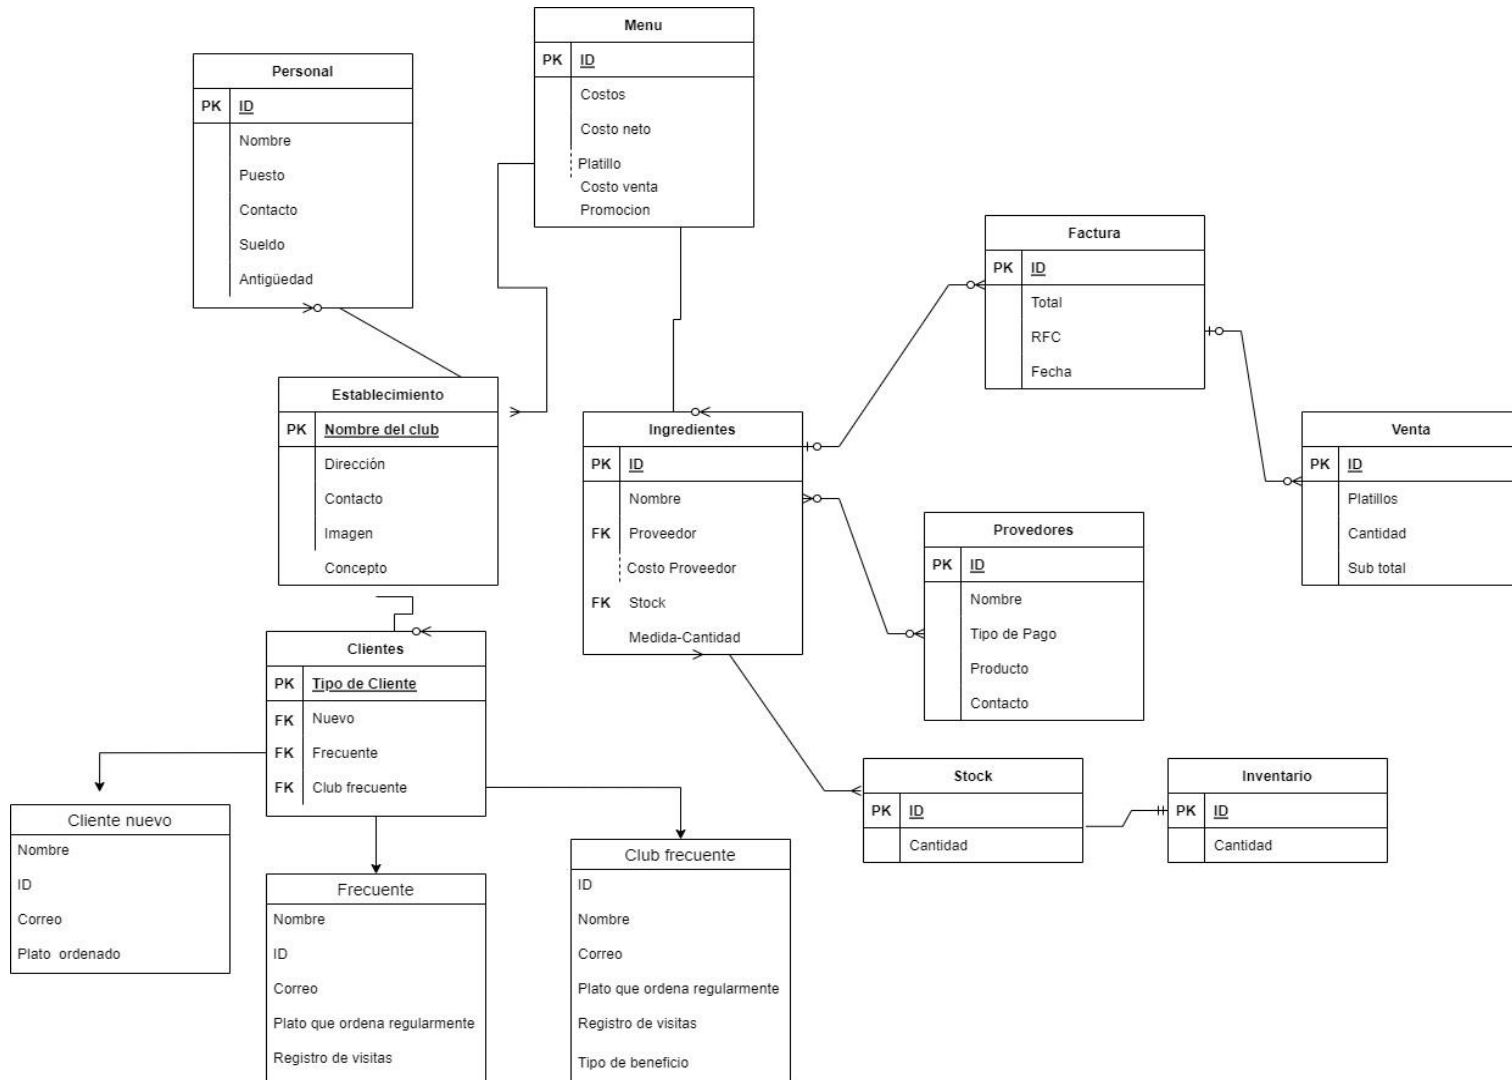 Menu
PK ID
Costos
Costo neto
Platillo
Costo venta
Promocion
Personal
PK ID
Nombre
Puesto
Contacto
Sueldo
Antigüedad
Factura
PK ID
Total
RFC
Fecha
Establecimiento
PK Nombre del club
Dirección
Contacto
Imagen
Concepto
Ingredientes
PK ID
Nombre
FK Proveedor
Costo Proveedor
FK Stock
Medida-Cantidad
Venta
PK ID
Platillos
Cantidad
Sub total
Provedores
PK ID
Nombre
Tipo de Pago
Producto
Contacto
Clientes
PK Tipo de Cliente
FK Nuevo
FK Frecuente
FK Club frecuente
Stock
PK ID
Cantidad
Inventario
PK ID
Cantidad
Cliente nuevo
Nombre
ID
Correo
Plato ordenado
Frecuente
Nombre
ID
Correo
Plato que ordena regularmente
Registro de visitas
Club frecuente
ID
Nombre
Correo
Plato que ordena regularmente
Registro de visitas
Tipo de beneficio